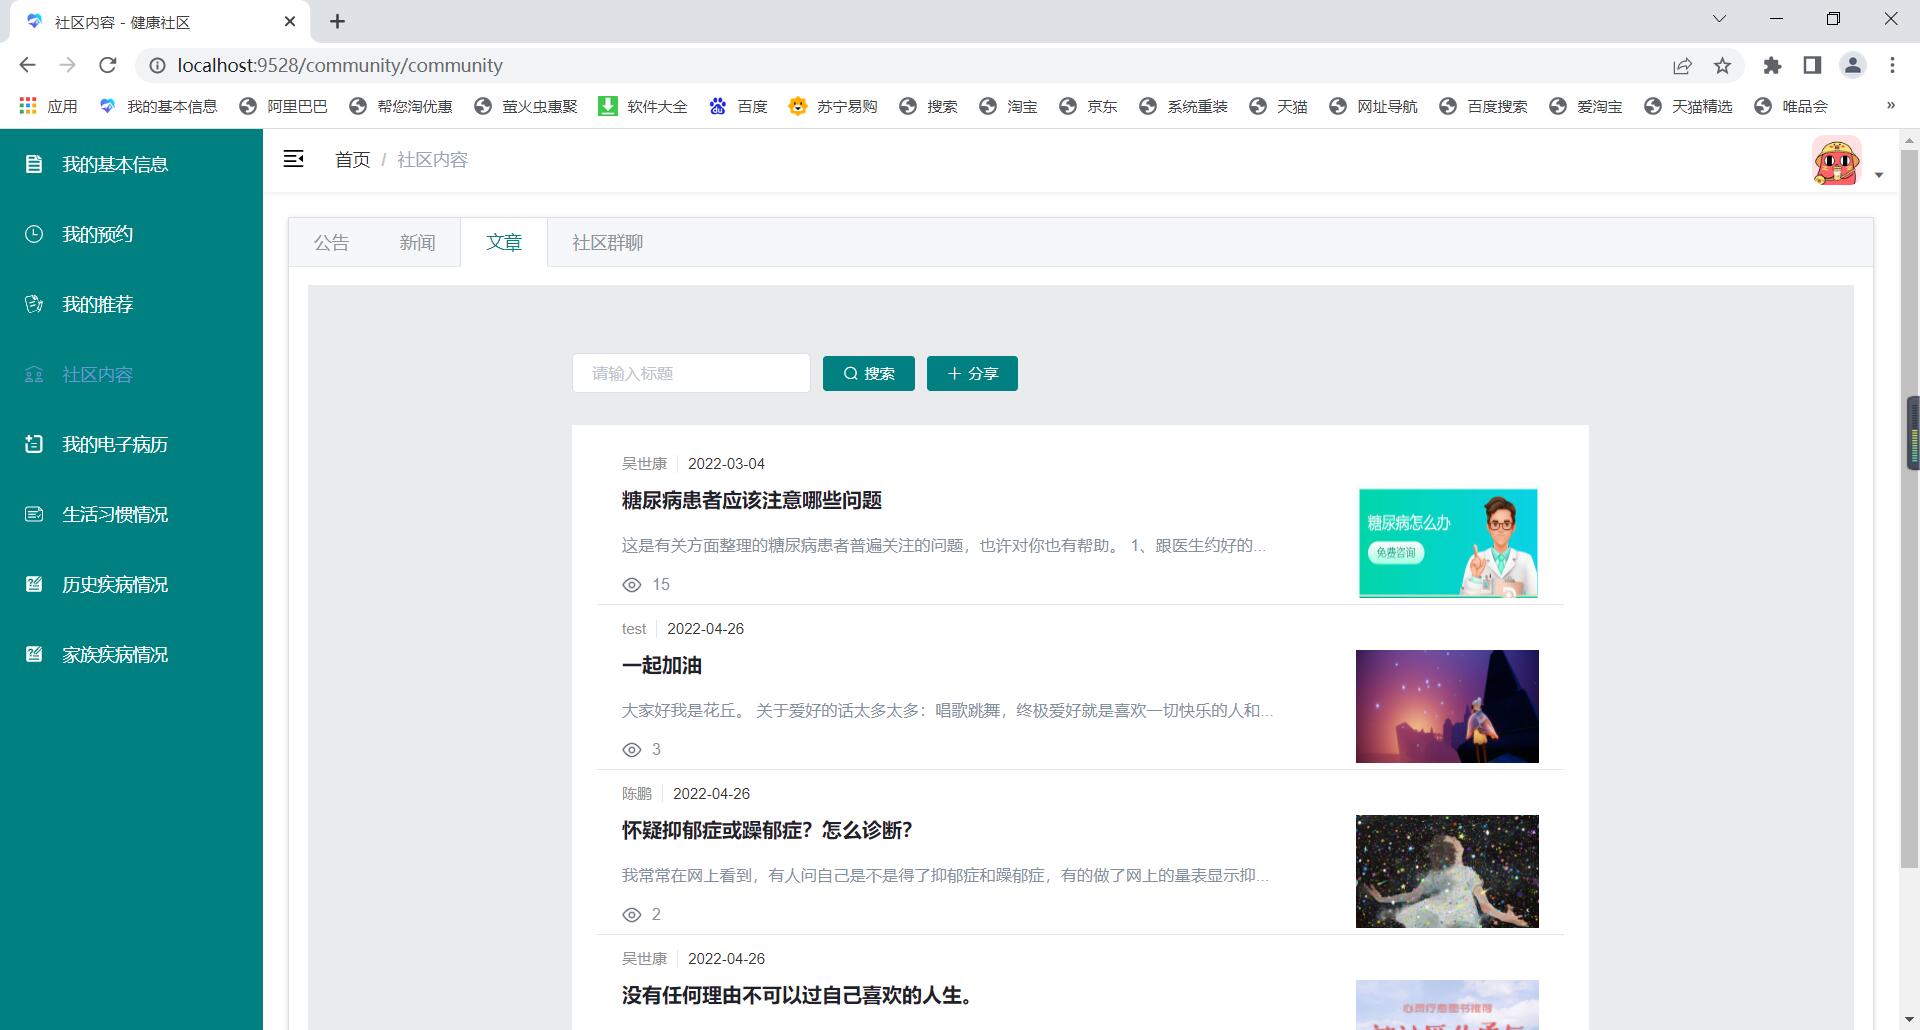 社区内容 - 健康社区
localhost:9528/community/community
应用 我的基本信息 阿里巴巴 帮您淘优惠 萤火虫惠聚 软件大全 百度 苏宁易购 搜索 淘宝 京东 系统重装 天猫 网址导航 百度搜索 爱淘宝 天猫精选 唯品会 »
我的基本信息
我的预约
我的推荐
社区内容
我的电子病历
生活习惯情况
历史疾病情况
家族疾病情况
首页 / 社区内容
公告 新闻 文章 社区群聊
请输入标题 搜索 分享
吴世康 2022-03-04
糖尿病患者应该注意哪些问题
这是有关方面整理的糖尿病患者普遍关注的问题，也许对你也有帮助。 1、跟医生约好的...
15
糖尿病怎么办
免费咨询
test 2022-04-26
一起加油
大家好我是花丘。 关于爱好的话太多太多：唱歌跳舞，终极爱好就是喜欢一切快乐的人和...
3
陈鹏 2022-04-26
怀疑抑郁症或躁郁症？怎么诊断？
我常常在网上看到，有人问自己是不是得了抑郁症和躁郁症，有的做了网上的量表显示抑...
2
吴世康 2022-04-26
没有任何理由不可以过自己喜欢的人生。
心灵疗愈图书推荐